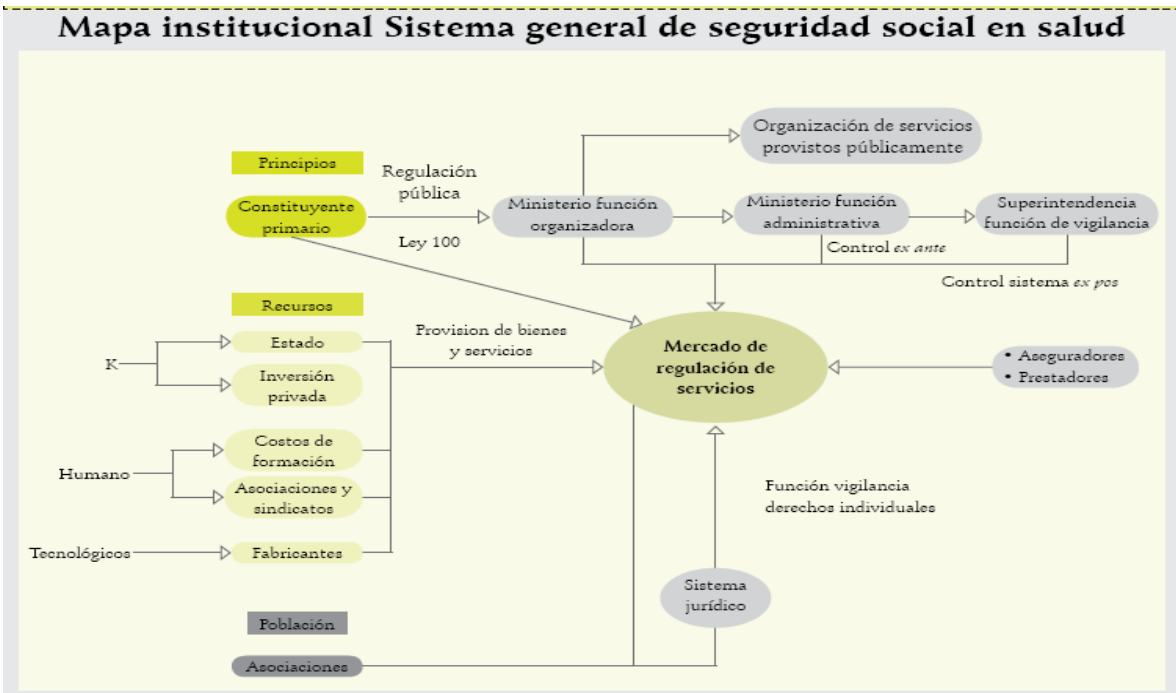 Mapa institucional Sistema general de seguridad social en salud
Organización de servicios
provistos públicamente
Principios
Regulación
pública
Constituyente
primario
Ministerio función
organizadora
Ministerio función
administrativa
Superintendencia
función de vigilancia
Ley 100
Control ex ante
Control sistema ex pos
Recursos
Provision de bienes
y servicios
K
Estado
Inversión
privada
Mercado de
regulación de
servicios
• Aseguradores
• Prestadores
Humano
Costos de
formación
Asociaciones y
sindicatos
Función vigilancia
derechos individuales
Tecnológicos
Fabricantes
Sistema
jurídico
Población
Asociaciones